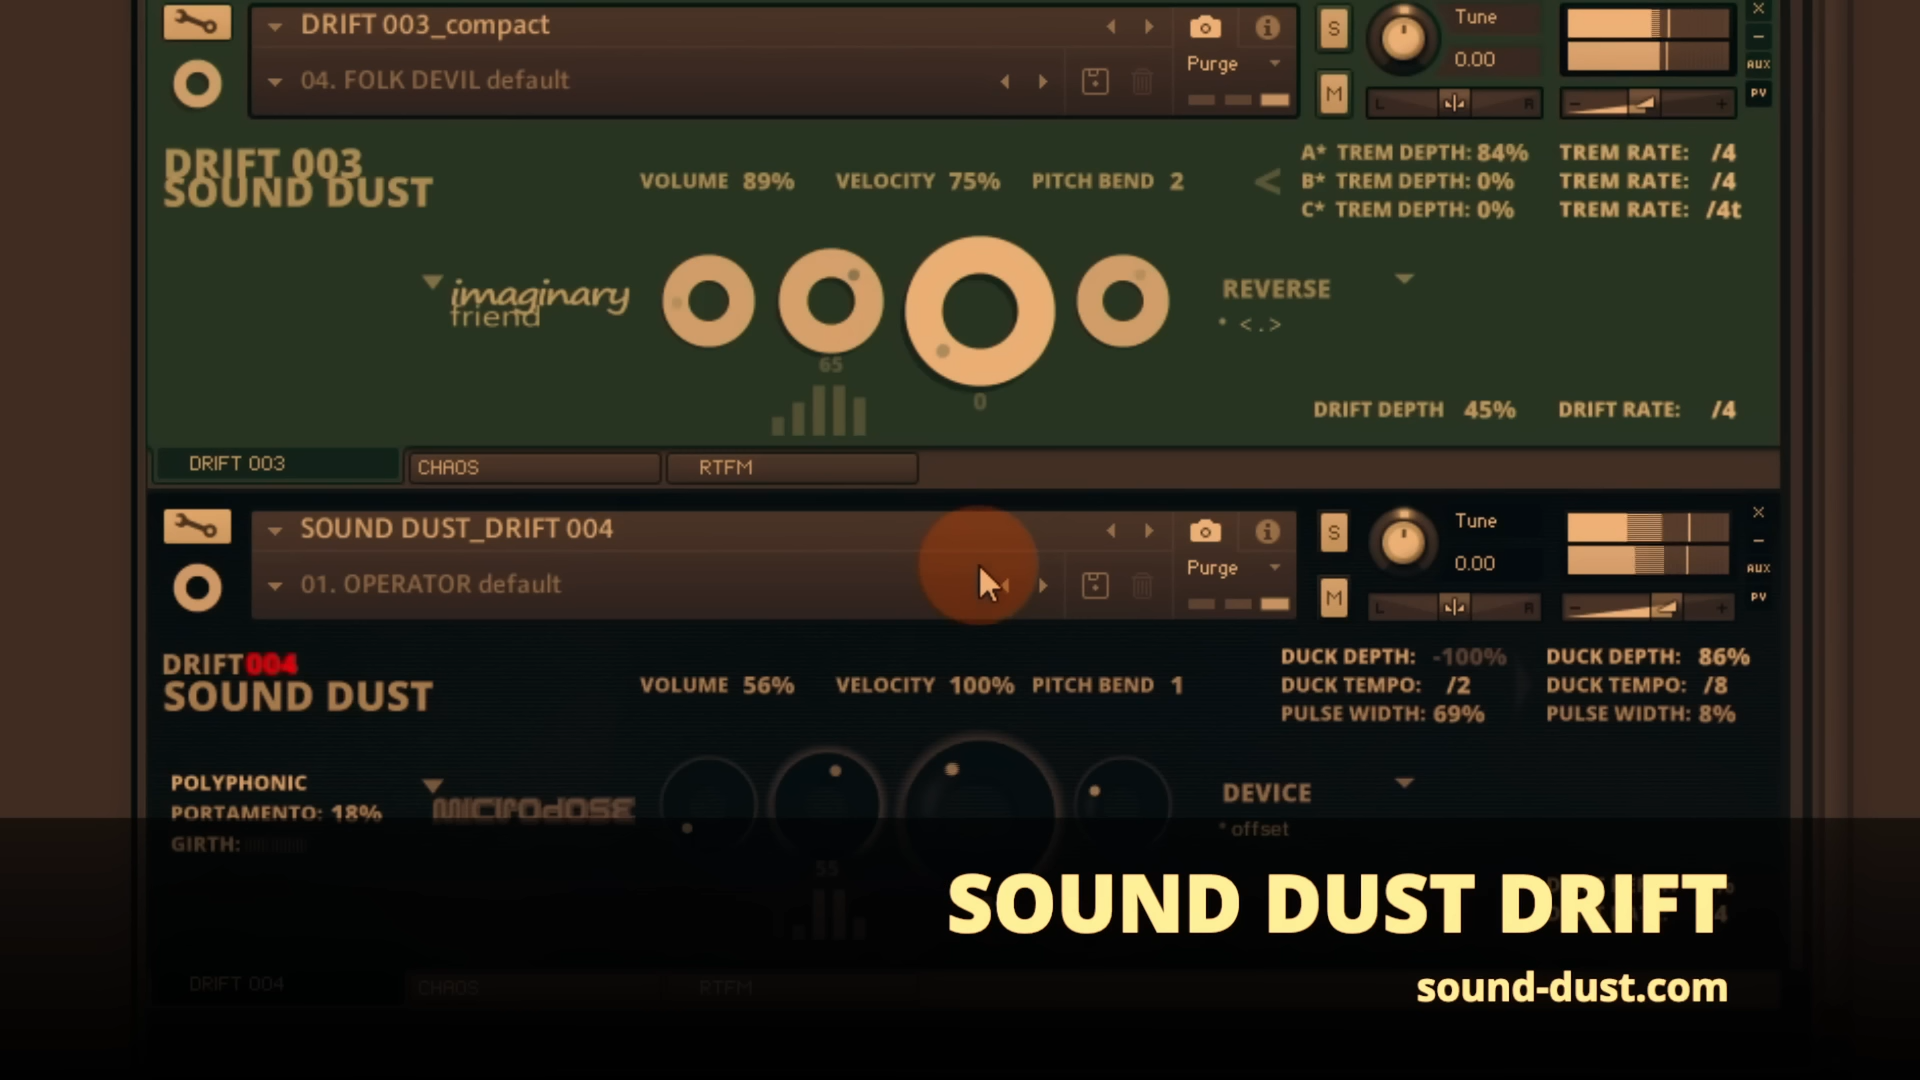 DRIFT 003_compact
Purge
04. FOLK DEVIL default
S
M
Tune
0.00
L R
- +
×
−
AUX
PV
DRIFT 003
SOUND DUST
VOLUME 89% VELOCITY 75% PITCH BEND 2
< A* TREM DEPTH: 84% TREM RATE: /4
B* TREM DEPTH: 0% TREM RATE: /4
C* TREM DEPTH: 0% TREM RATE: /4t
imaginary
friend
65
0
REVERSE
* < . >
DRIFT DEPTH 45% DRIFT RATE: /4
DRIFT 003 CHAOS RTFM
SOUND DUST_DRIFT 004
Purge
01. OPERATOR default
S
M
Tune
0.00
L R
- +
×
−
AUX
PV
DRIFT004
SOUND DUST
VOLUME 56% VELOCITY 100% PITCH BEND 1
DUCK DEPTH: -100% DUCK DEPTH: 86%
DUCK TEMPO: /2 DUCK TEMPO: /8
PULSE WIDTH: 69% PULSE WIDTH: 8%
POLYPHONIC
PORTAMENTO: 18%
GIRTH:
MICRODOSE
55
DEVICE
* offset
SOUND DUST DRIFT
sound-dust.com
DRIFT 004 CHAOS RTFM